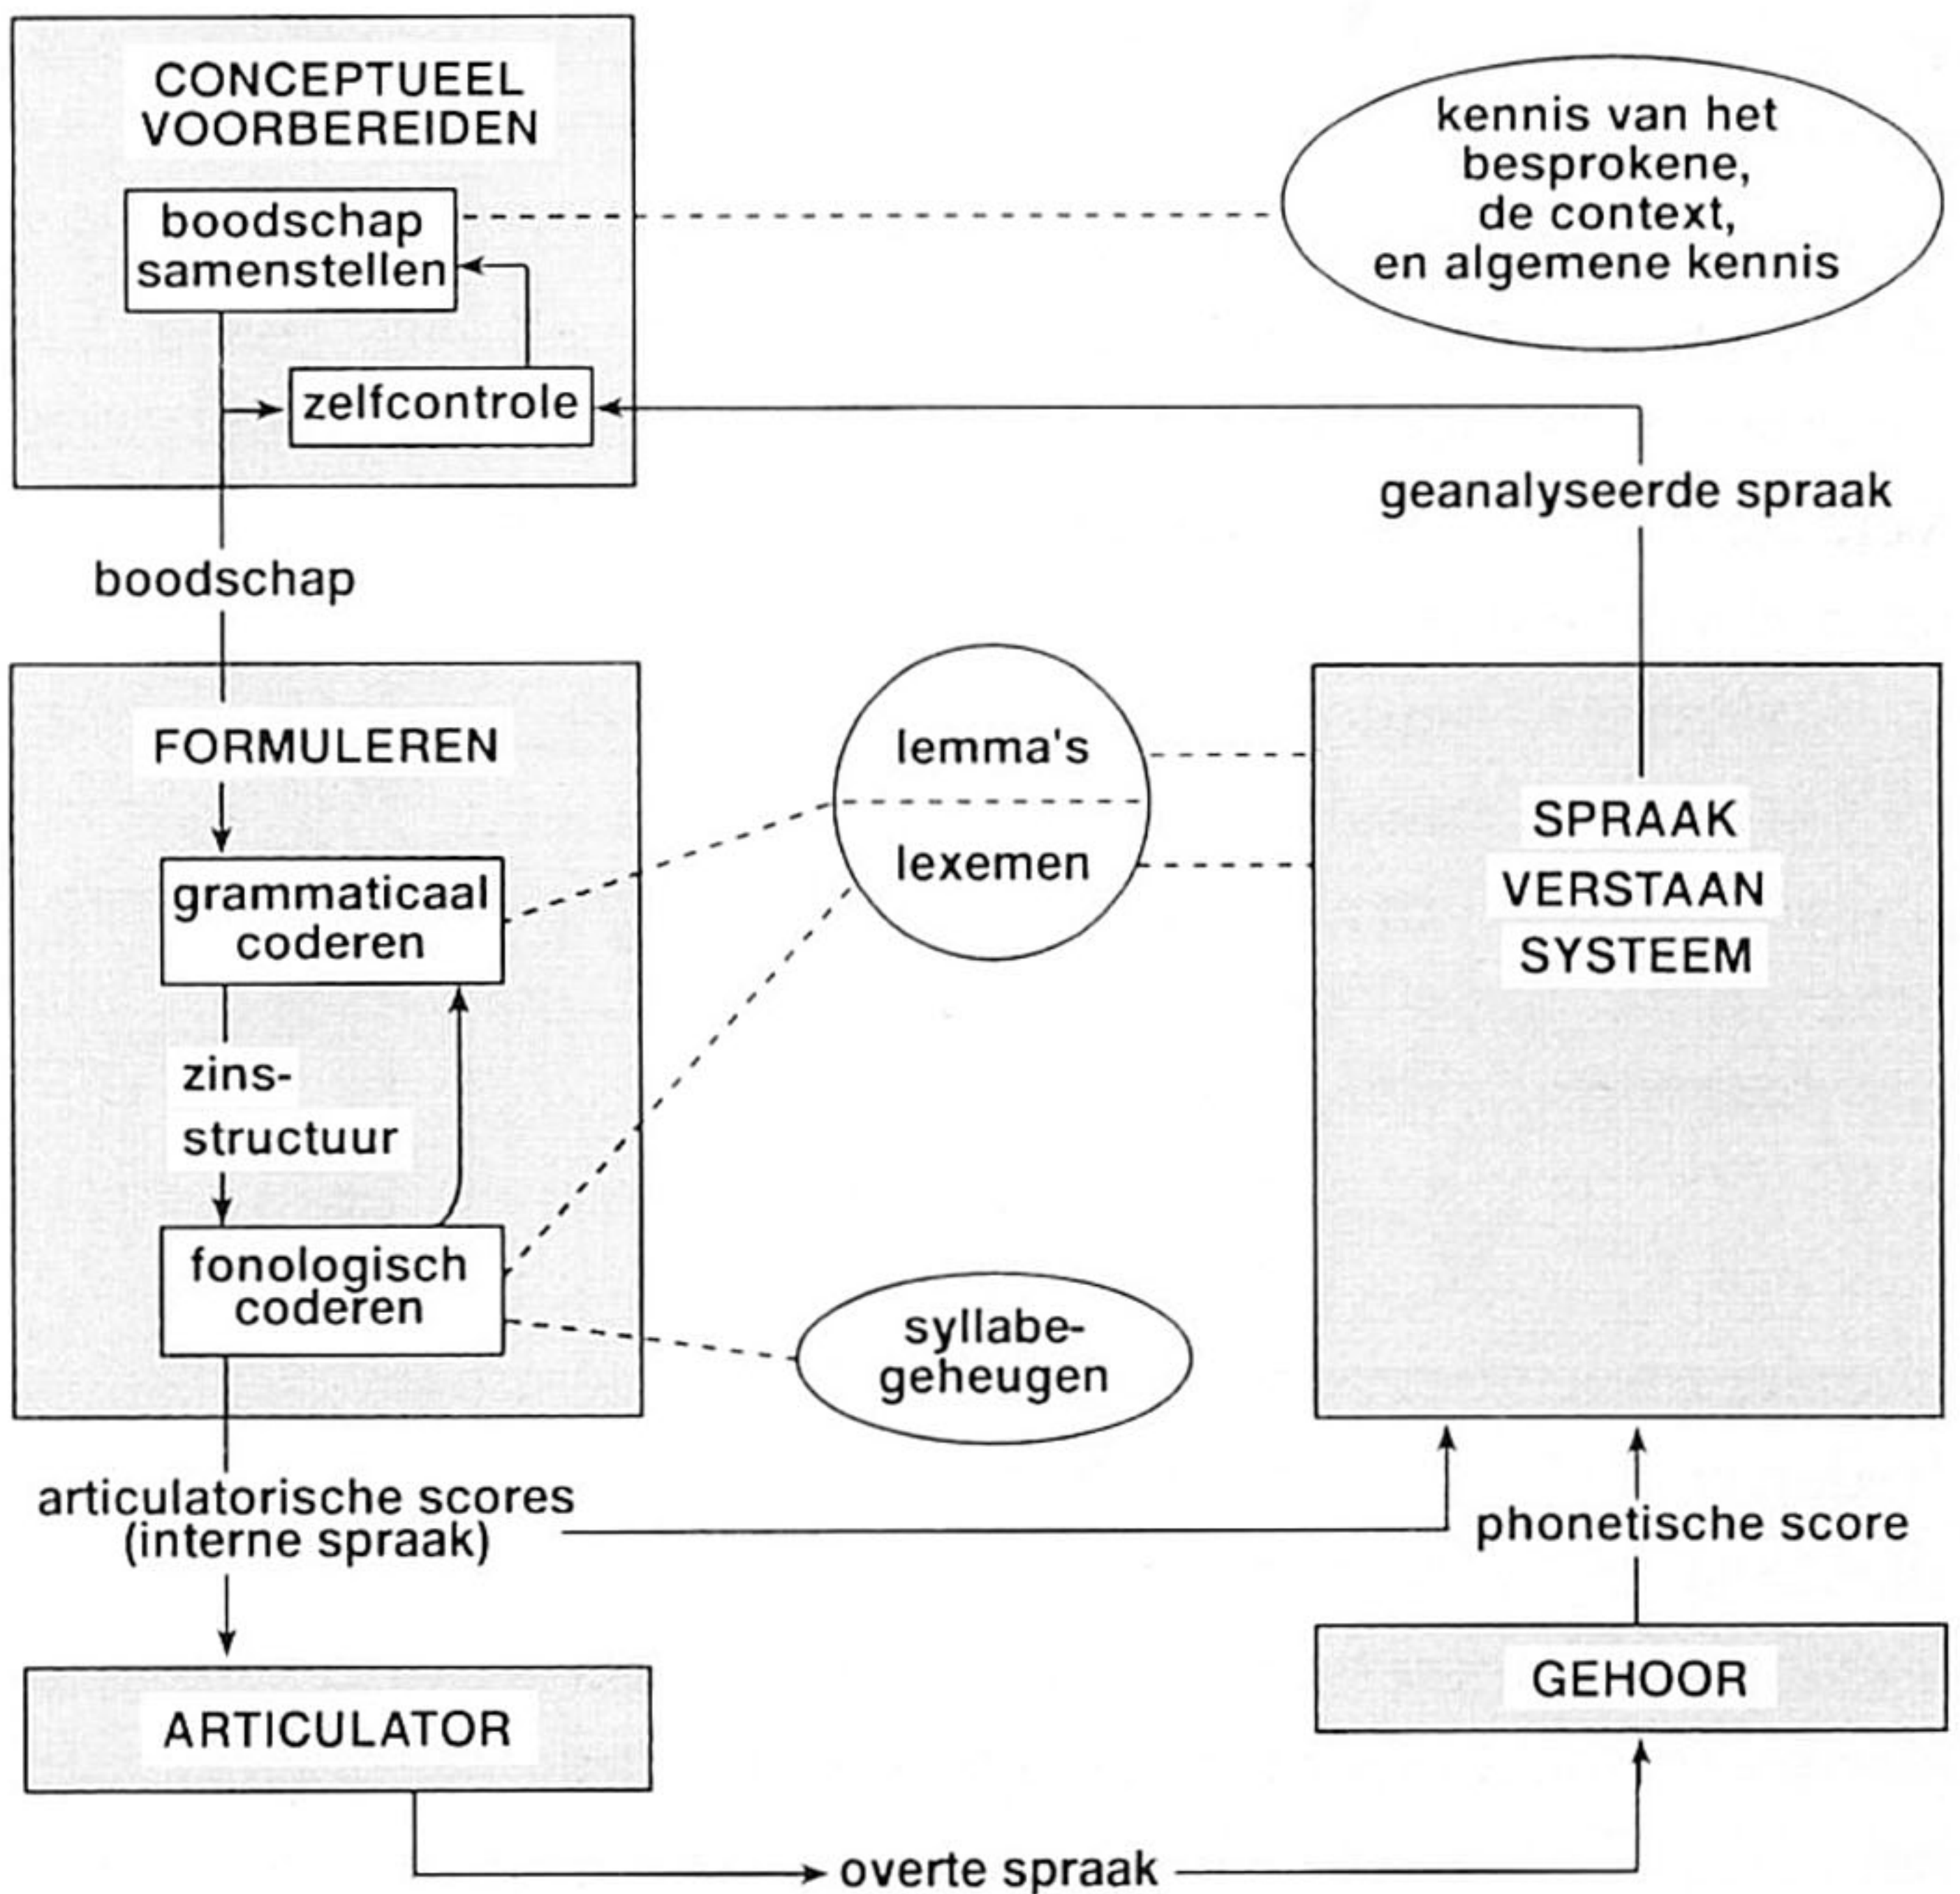 CONCEPTUEEL
VOORBEREIDEN
boodschap
samenstellen
zelfcontrole
kennis van het
besprokene,
de context,
en algemene kennis
geanalyseerde spraak
boodschap
FORMULEREN
grammaticaal
coderen
zins-
structuur
fonologisch
coderen
lemma's
lexemen
syllabe-
geheugen
SPRAAK
VERSTAAN
SYSTEEM
articulatorische scores
(interne spraak)
phonetische score
ARTICULATOR
GEHOOR
overte spraak